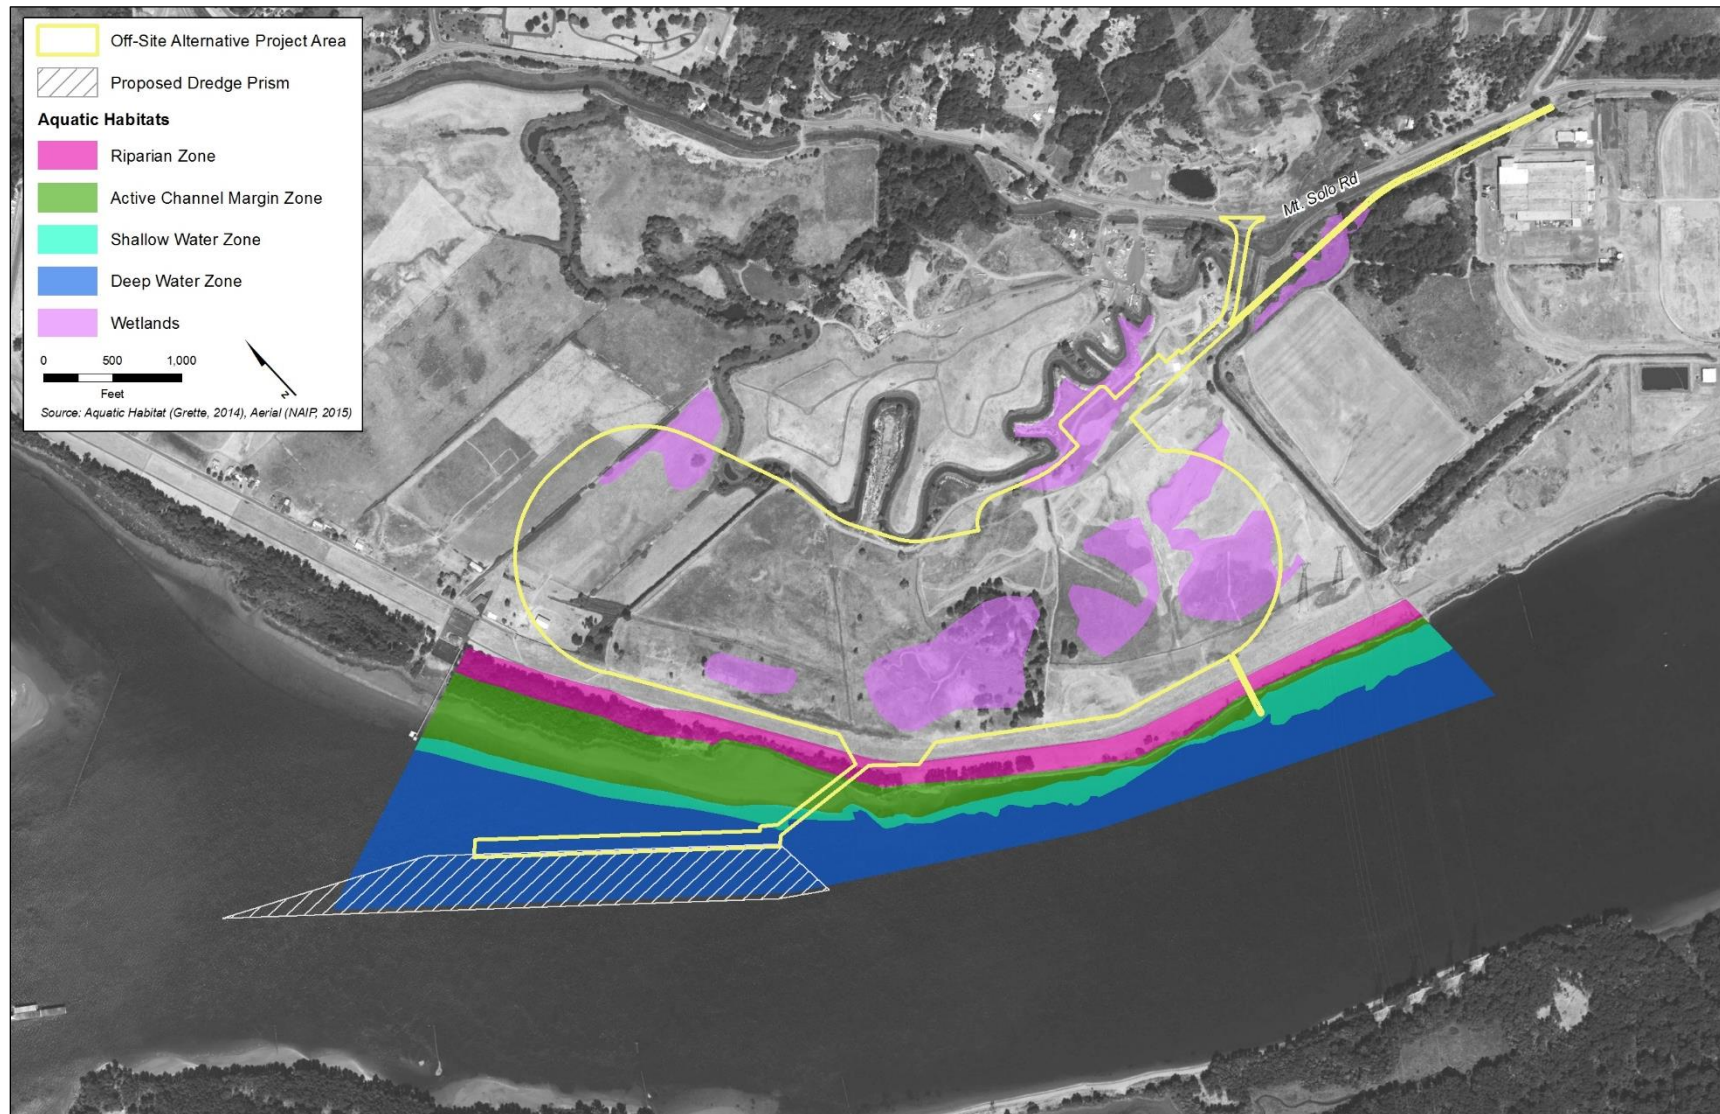 Off-Site Alternative Project Area
Proposed Dredge Prism
Aquatic Habitats
Riparian Zone
Active Channel Margin Zone
Shallow Water Zone
Deep Water Zone
Wetlands
0 500 1,000
Feet
N
Source: Aquatic Habitat (Grette, 2014), Aerial (NAIP, 2015)
Mt. Solo Rd